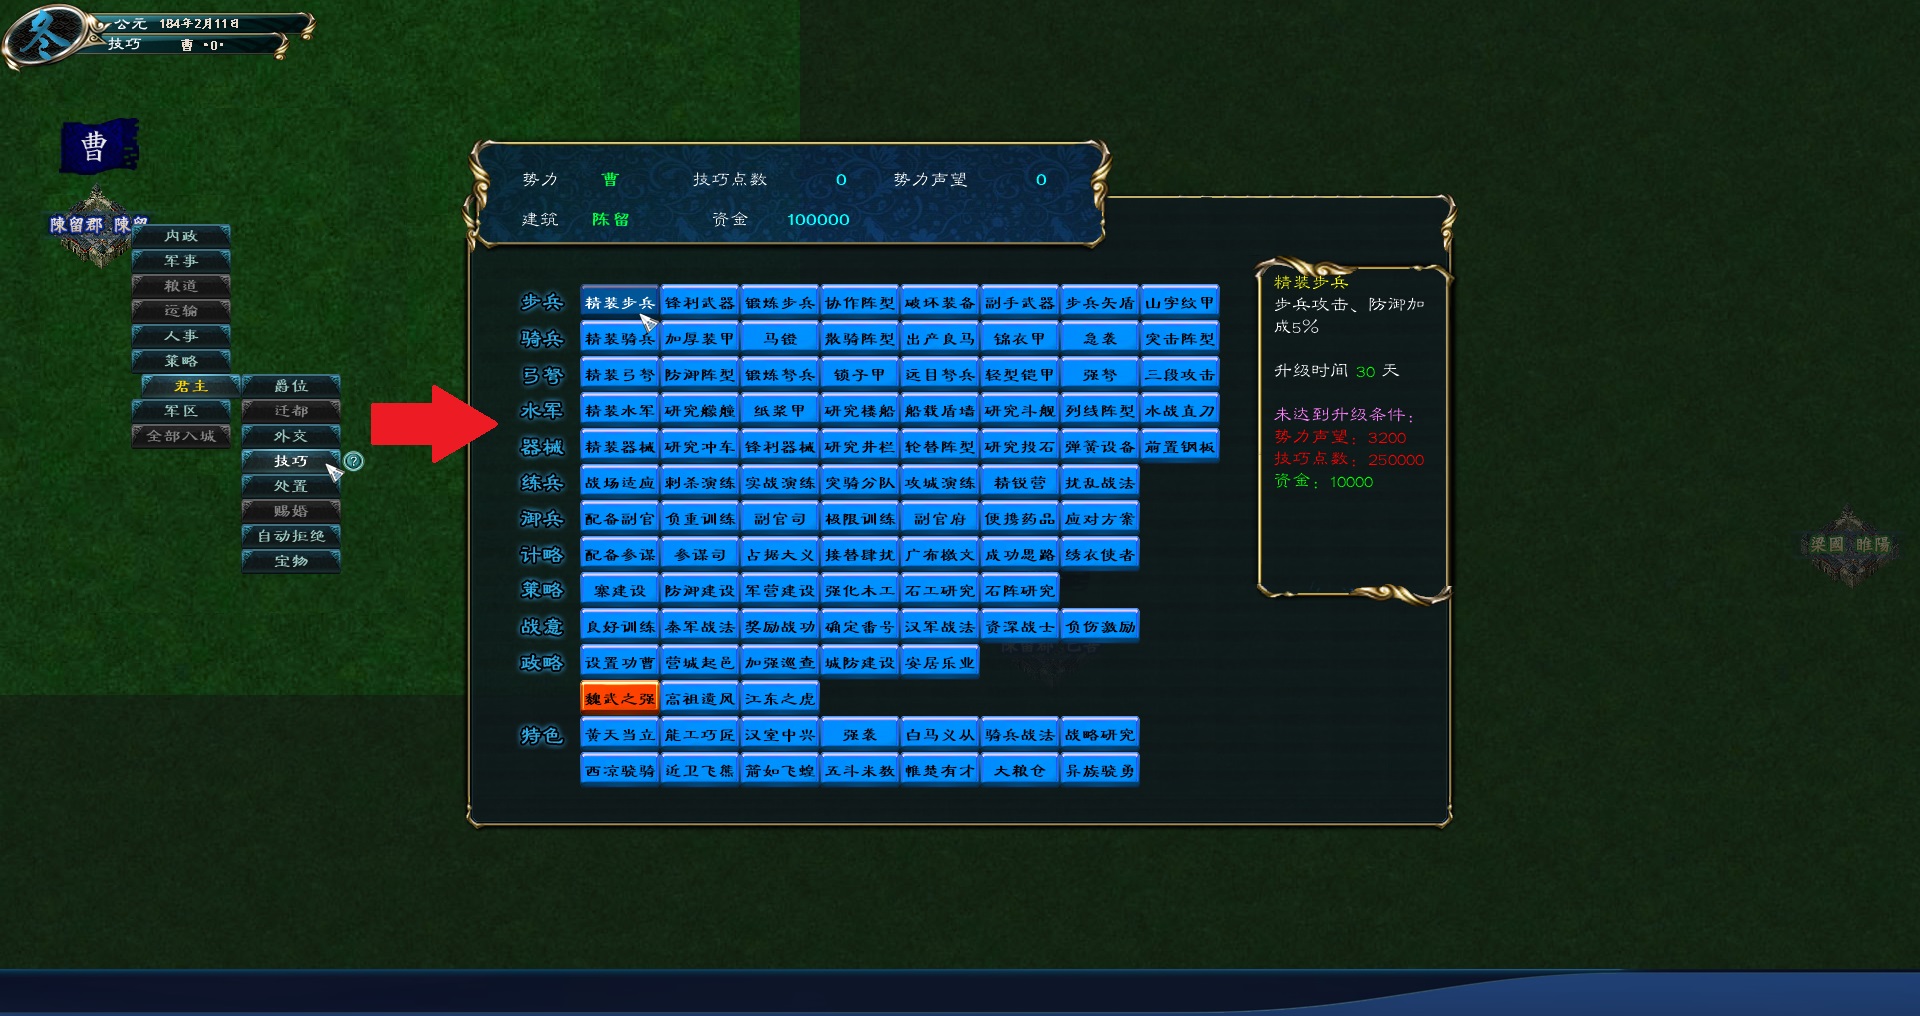 冬
公元 184年2月11日
技巧 曹 •0•
曹
陳留郡 陳留
内政
军事
粮道
运输
人事
策略
君主
军区
全部入城
爵位
迁都
外交
技巧
处置
赐婚
自动拒绝
宝物
势力 曹 技巧点数 0 势力声望 0
建筑 陈留 资金 100000
步兵 精装步兵 锋利武器 锻炼步兵 协作阵型 破坏装备 副手武器 步兵矢盾 山字纹甲
骑兵 精装骑兵 加厚装甲 马镫 散骑阵型 出产良马 锦衣甲 急袭 突击阵型
弓弩 精装弓弩 防御阵型 锻炼弩兵 锁子甲 远目弩兵 轻型铠甲 强弩 三段攻击
水军 精装水军 研究艨艟 纸浆甲 研究楼船 船载盾墙 研究斗舰 列线阵型 水战直刀
器械 精装器械 研究冲车 锋利器械 研究井栏 轮替阵型 研究投石 弹簧设备 前置钢板
练兵 战场适应 刺杀演练 实战演练 突骑分队 攻城演练 精锐营 扰乱战法
御兵 配备副官 负重训练 副官司 极限训练 副官府 便携药品 应对方案
计略 配备参谋 参谋司 占据大义 接替肆扰 广布檄文 成功思路 绣衣使者
策略 寨建设 防御建设 军营建设 强化木工 石工研究 石阵研究
战意 良好训练 秦军战法 奖励战功 确定番号 汉军战法 资深战士 负伤激励
政略 设置功曹 营城起邑 加强巡查 城防建设 安居乐业
魏武之强 高祖遗风 江东之虎
特色 黄天当立 能工巧匠 汉室中兴 强袭 白马义从 骑兵战法 战略研究
西凉骁骑 近卫飞熊 箭如飞蝗 五斗米教 惟楚有才 大粮仓 异族骁勇
精装步兵
步兵攻击、防御加
成5%
升级时间 30 天
未达到升级条件：
势力声望：3200
技巧点数：250000
资金：10000
梁國 睢陽